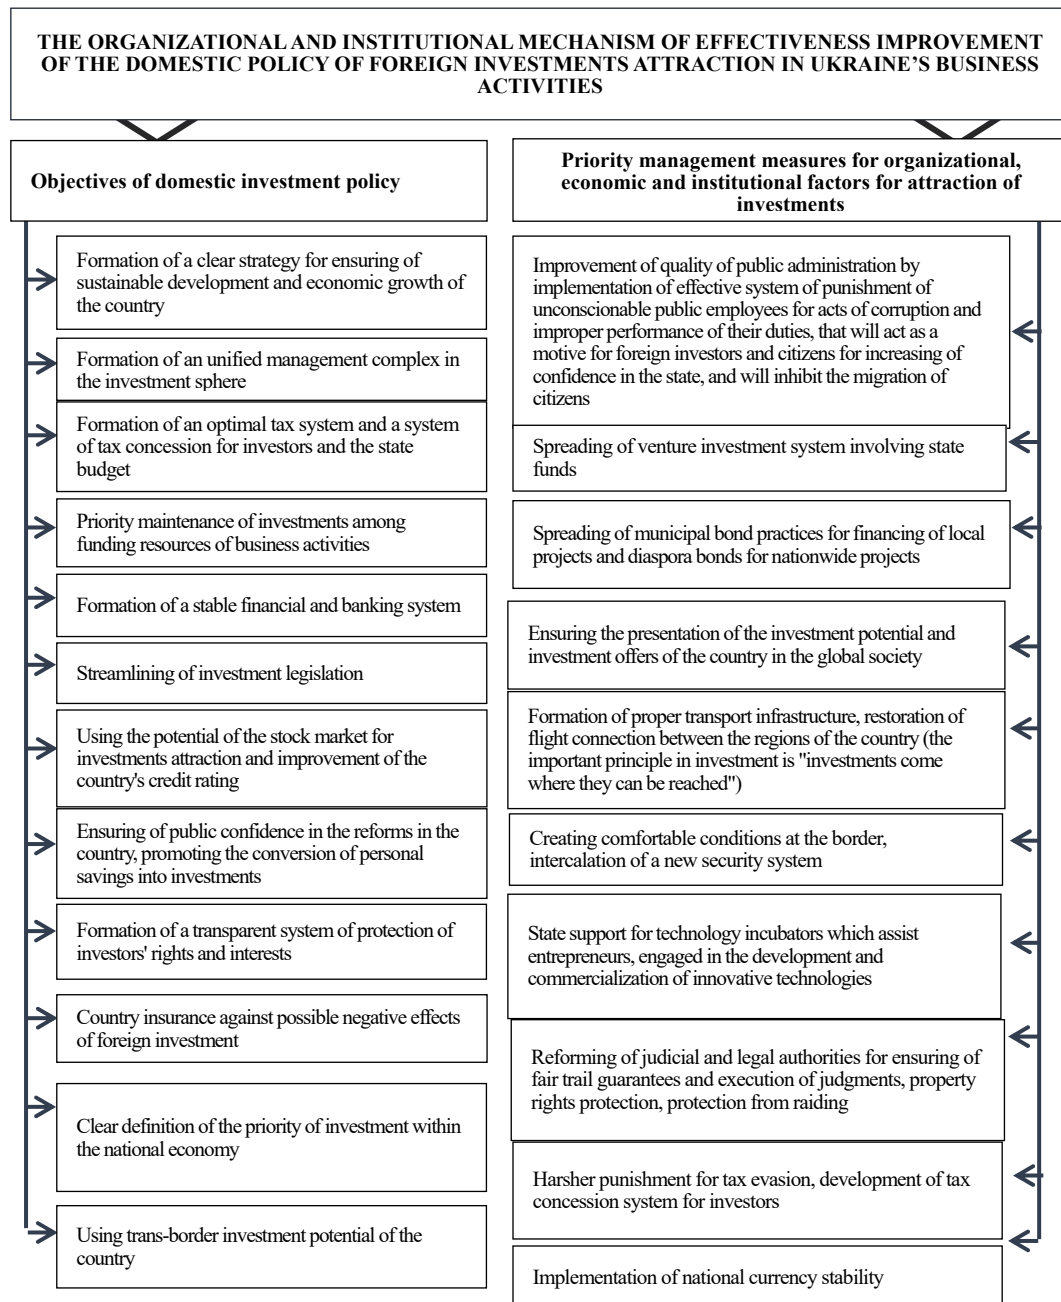 THE ORGANIZATIONAL AND INSTITUTIONAL MECHANISM OF EFFECTIVENESS IMPROVEMENT
OF THE DOMESTIC POLICY OF FOREIGN INVESTMENTS ATTRACTION IN UKRAINE'S BUSINESS
ACTIVITIES
Objectives of domestic investment policy
Formation of a clear strategy for ensuring of
sustainable development and economic growth of
the country
Formation of an unified management complex in
the investment sphere
Formation of an optimal tax system and a system
of tax concession for investors and the state
budget
Priority maintenance of investments among
funding resources of business activities
Formation of a stable financial and banking system
Streamlining of investment legislation
Using the potential of the stock market for
investments attraction and improvement of the
country's credit rating
Ensuring of public confidence in the reforms in the
country, promoting the conversion of personal
savings into investments
Formation of a transparent system of protection of
investors' rights and interests
Country insurance against possible negative effects
of foreign investment
Clear definition of the priority of investment within
the national economy
Using trans-border investment potential of the
country
Priority management measures for organizational,
economic and institutional factors for attraction of
investments
Improvement of quality of public administration by
implementation of effective system of punishment of
unconscionable public employees for acts of corruption and
improper performance of their duties, that will act as a
motive for foreign investors and citizens for increasing of
confidence in the state, and will inhibit the migration of
citizens
Spreading of venture investment system involving state
funds
Spreading of municipal bond practices for financing of local
projects and diaspora bonds for nationwide projects
Ensuring the presentation of the investment potential and
investment offers of the country in the global society
Formation of proper transport infrastructure, restoration of
flight connection between the regions of the country (the
important principle in investment is "investments come
where they can be reached")
Creating comfortable conditions at the border,
intercalation of a new security system
State support for technology incubators which assist
entrepreneurs, engaged in the development and
commercialization of innovative technologies
Reforming of judicial and legal authorities for ensuring of
fair trail guarantees and execution of judgments, property
rights protection, protection from raiding
Harsher punishment for tax evasion, development of tax
concession system for investors
Implementation of national currency stability